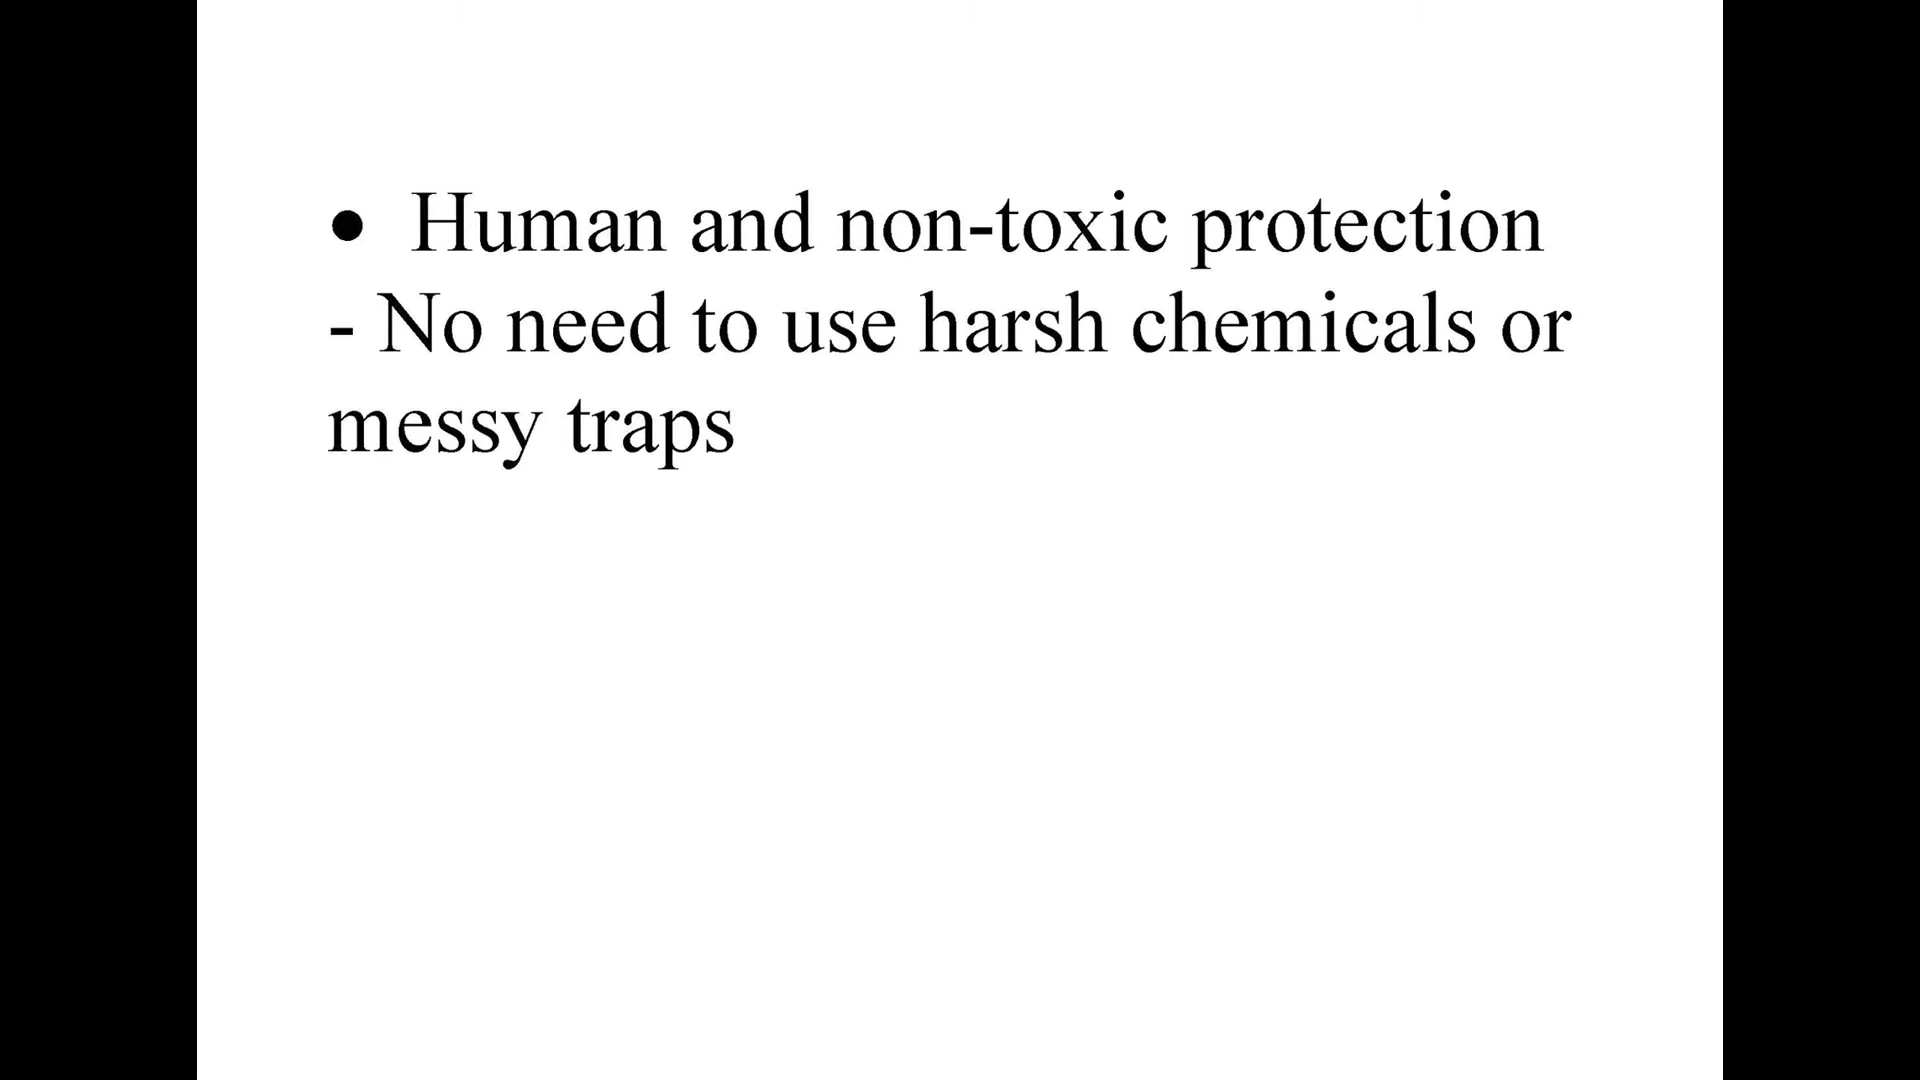 • Human and non-toxic protection
- No need to use harsh chemicals or
messy traps